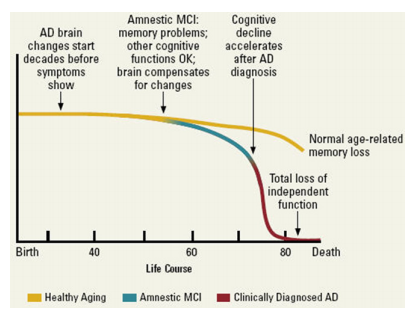 AD brain
changes start
decades before
symptoms
show
Amnestic MCI:
memory problems;
other cognitive
functions OK;
brain compensates
for changes
Cognitive
decline
accelerates
after AD
diagnosis
Normal age-related
memory loss
Total loss of
independent
function
Birth 40 60 80 Death
Life Course
Healthy Aging Amnestic MCI Clinically Diagnosed AD